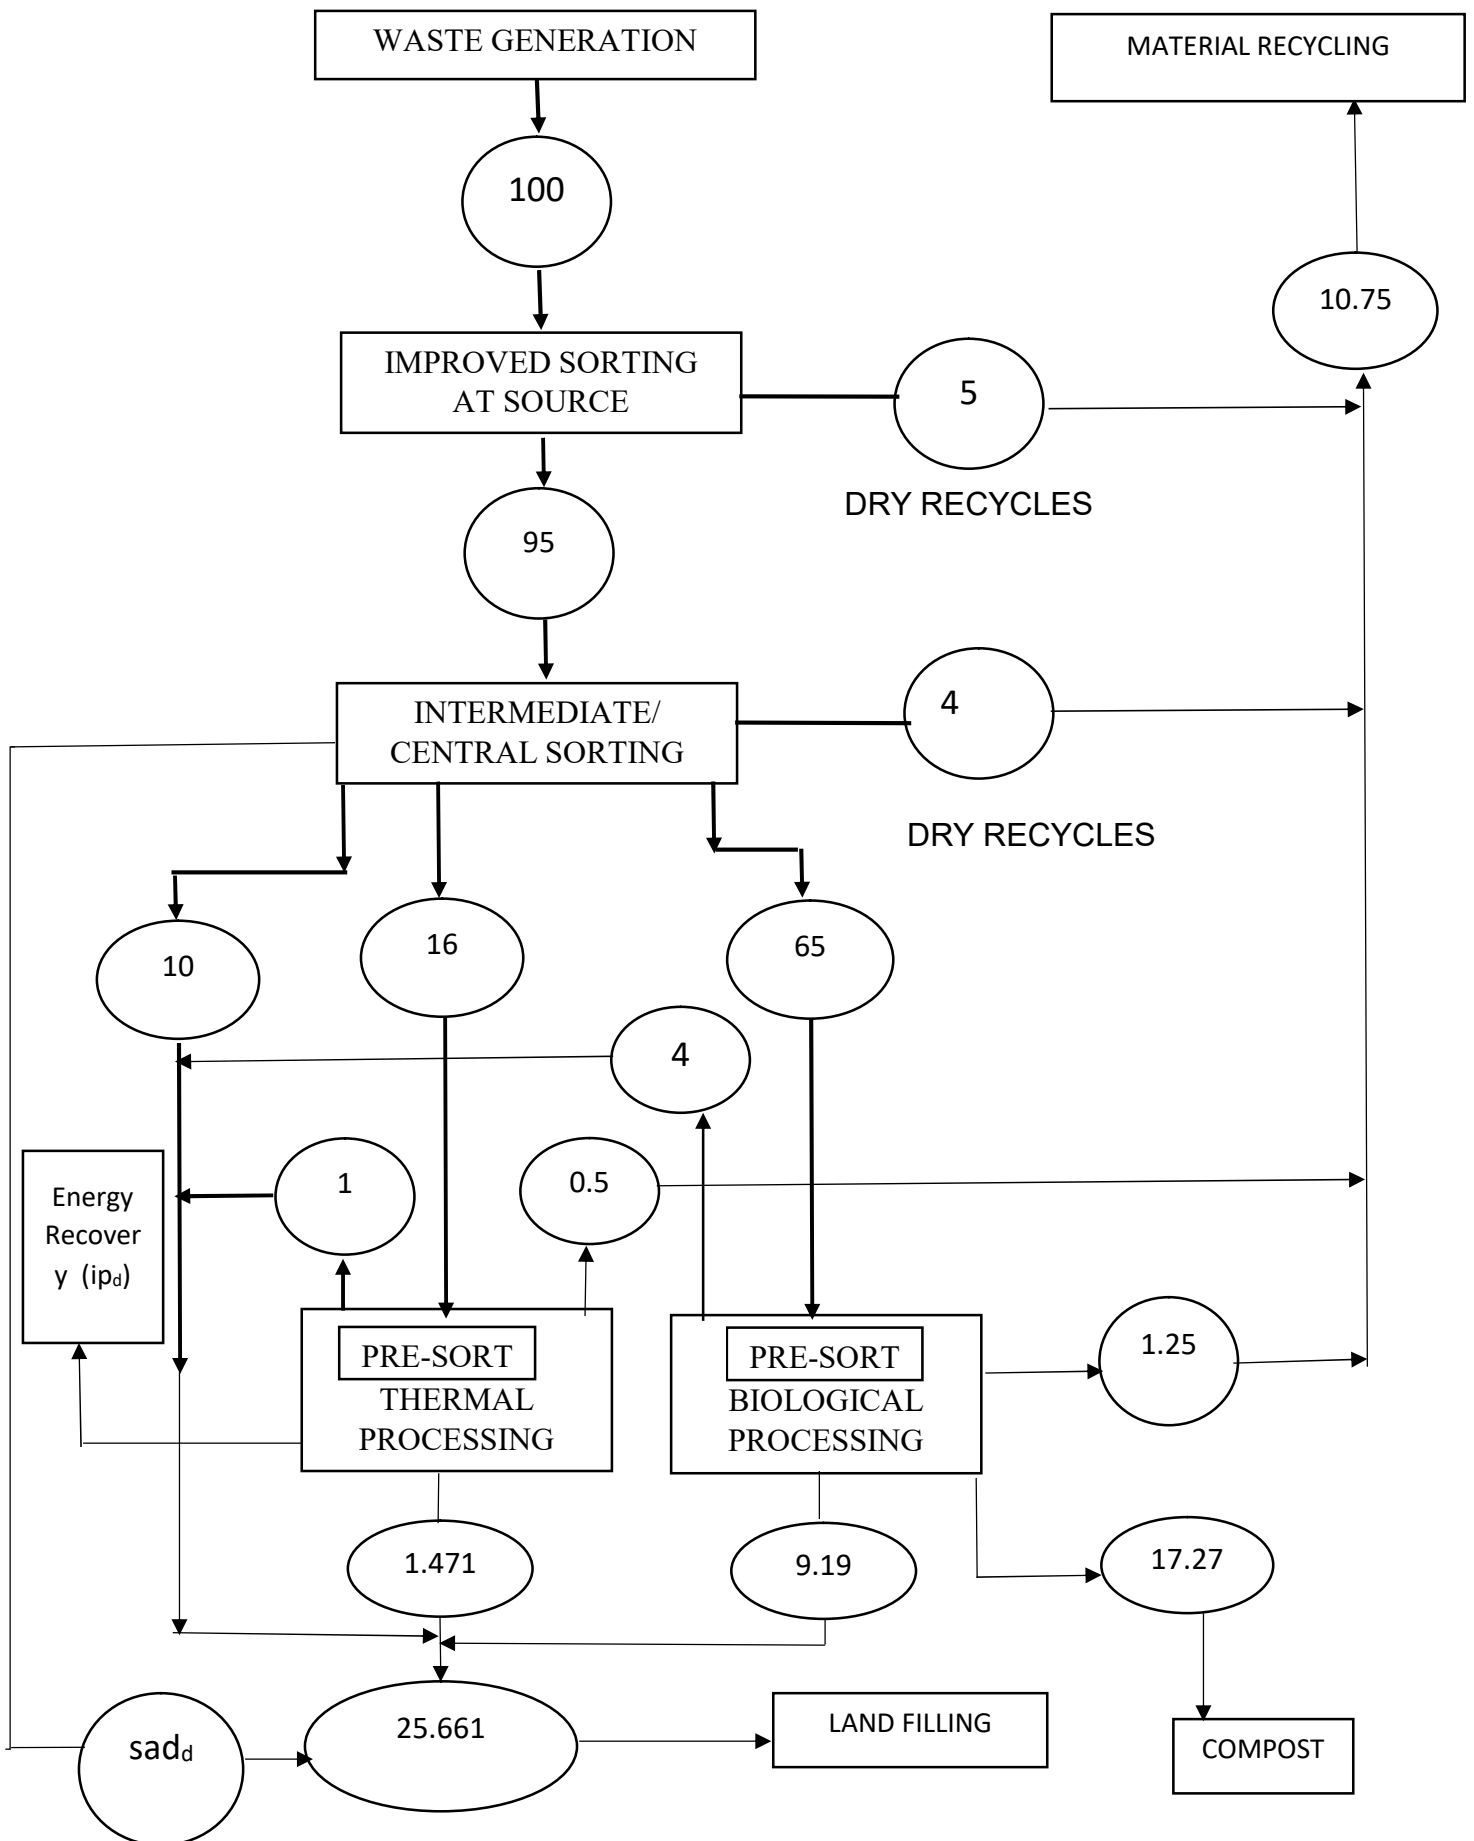 WASTE GENERATION
MATERIAL RECYCLING
100
10.75
IMPROVED SORTING
AT SOURCE
5
DRY RECYCLES
95
INTERMEDIATE/
CENTRAL SORTING
4
DRY RECYCLES
10
16
65
4
1
0.5
Energy
Recover
y (ipd)
PRE-SORT
THERMAL
PROCESSING
PRE-SORT
BIOLOGICAL
PROCESSING
1.25
1.471
9.19
17.27
sadd
25.661
LAND FILLING
COMPOST